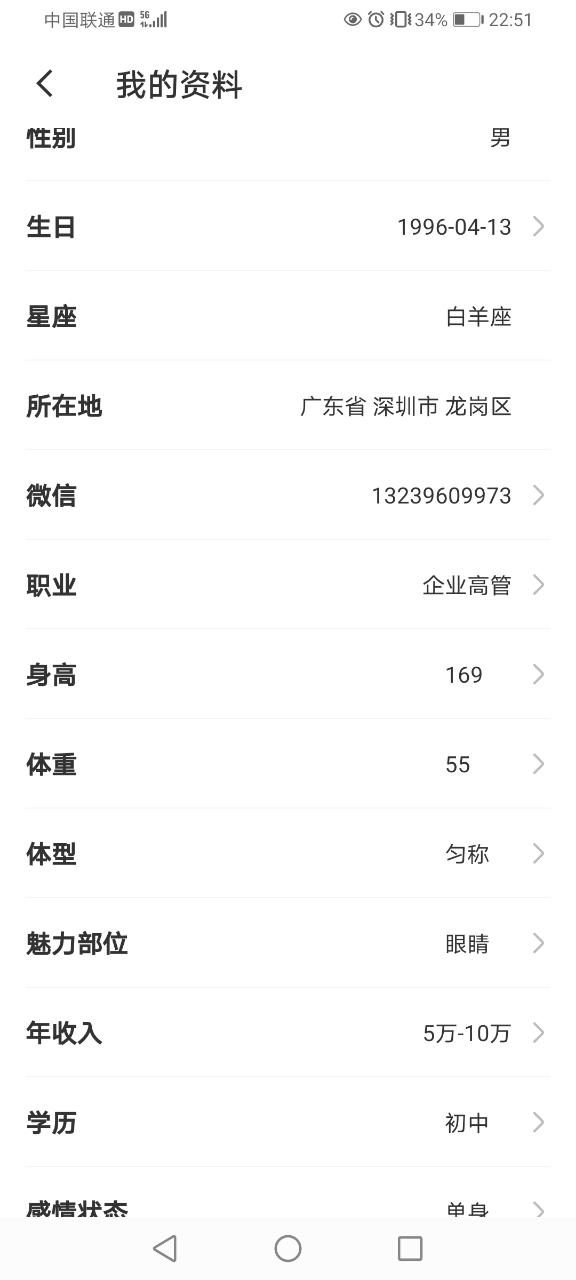 中国联通 HD 5G 34% 22:51
我的资料
性别 男
生日 1996-04-13
星座 白羊座
所在地 广东省 深圳市 龙岗区
微信 13239609973
职业 企业高管
身高 169
体重 55
体型 匀称
魅力部位 眼睛
年收入 5万-10万
学历 初中
感情状态 单身